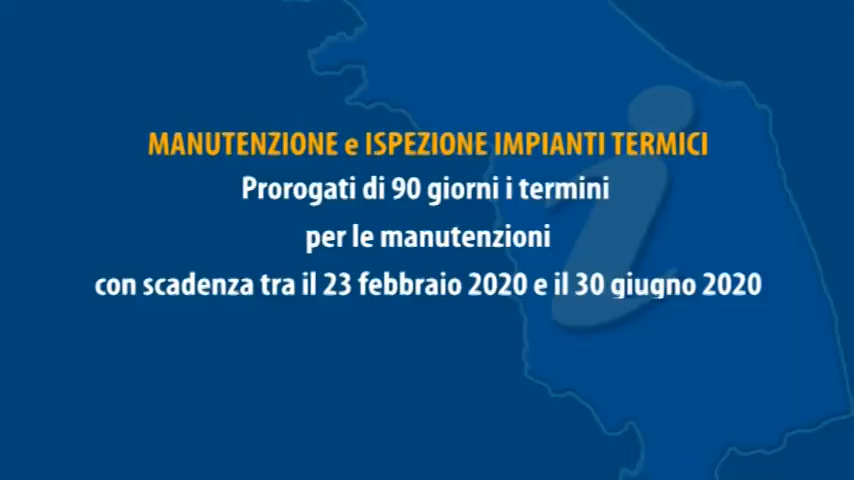 MANUTENZIONE e ISPEZIONE IMPIANTI TERMICI
Prorogati di 90 giorni i termini
per le manutenzioni
con scadenza tra il 23 febbraio 2020 e il 30 giugno 2020